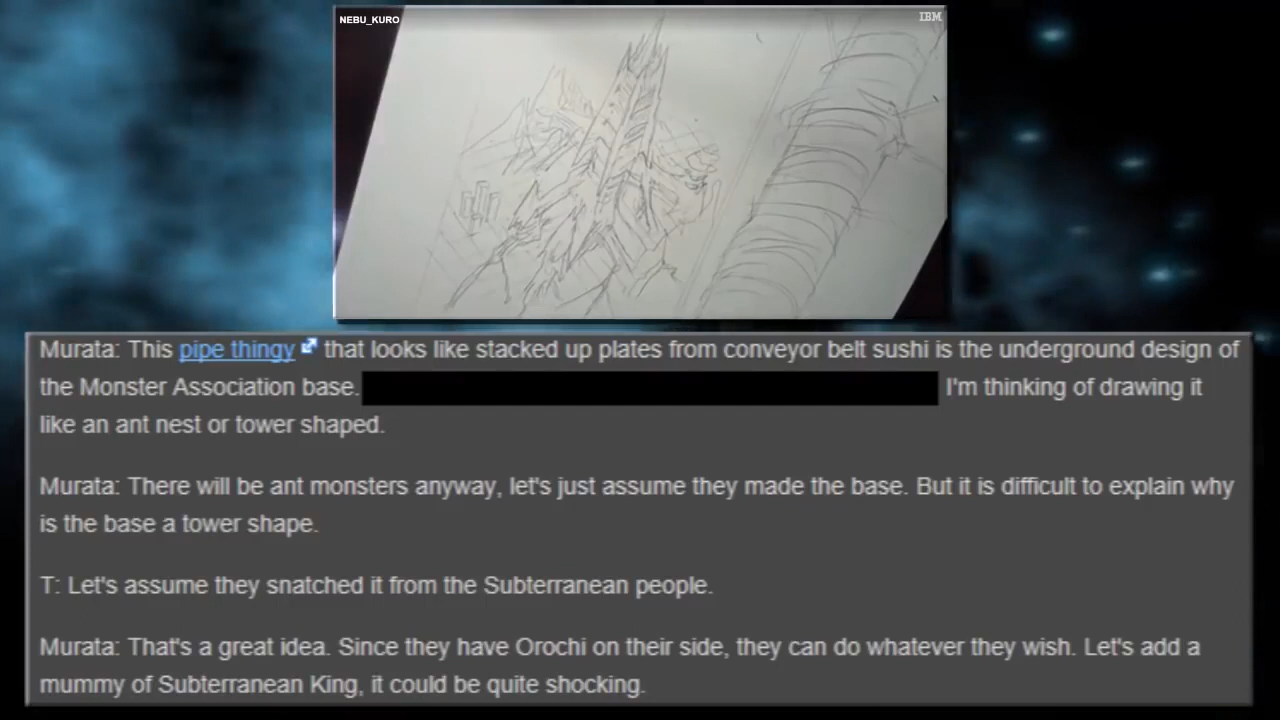 NEBU_KURO
IBM
Murata: This pipe thingy that looks like stacked up plates from conveyor belt sushi is the underground design of
the Monster Association base. I'm thinking of drawing it
like an ant nest or tower shaped.
Murata: There will be ant monsters anyway, let's just assume they made the base. But it is difficult to explain why
is the base a tower shape.
T: Let's assume they snatched it from the Subterranean people.
Murata: That's a great idea. Since they have Orochi on their side, they can do whatever they wish. Let's add a
mummy of Subterranean King, it could be quite shocking.